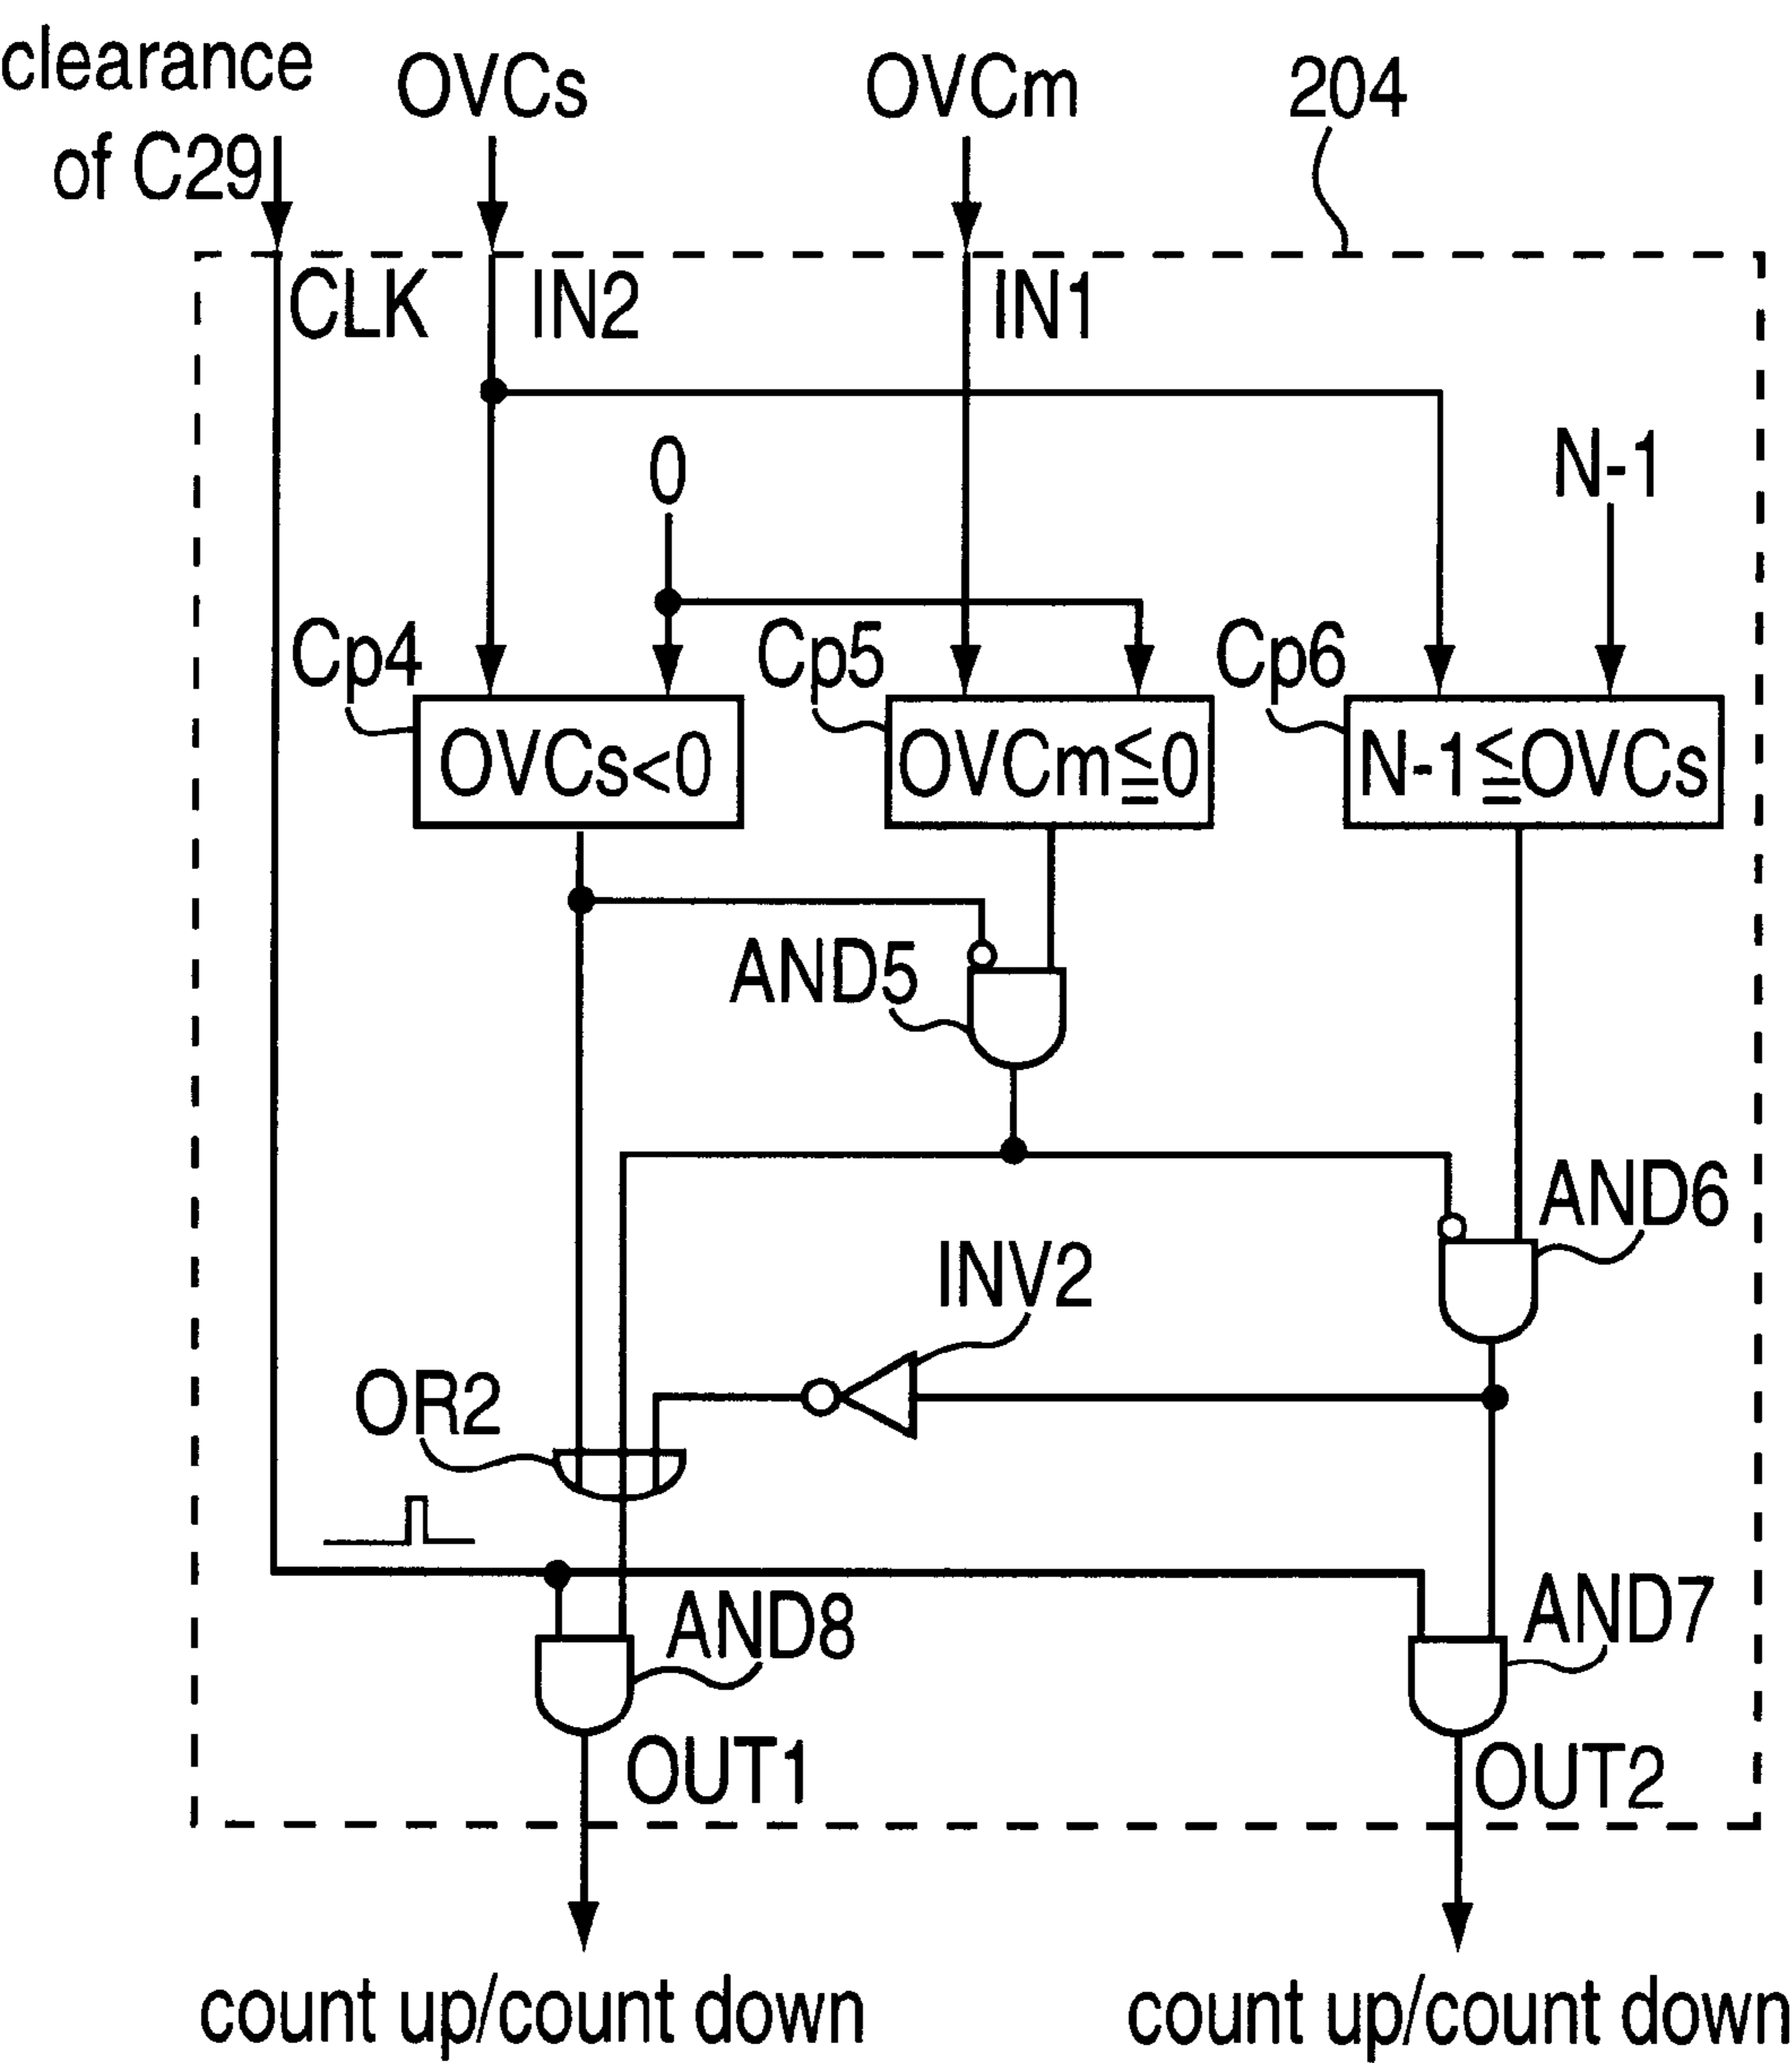 clearance
of C29
OVCs
OVCm
204
CLK
IN2
IN1
0
N-1
Cp4
Cp5
Cp6
OVCs<0
OVCm≦0
N-1≦OVCs
AND5
AND6
INV2
OR2
AND8
AND7
OUT1
OUT2
count up/count down
count up/count down